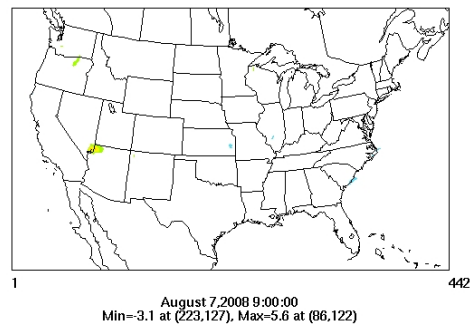 1 442
August 7,2008 9:00:00
Min=-3.1 at (223,127), Max=5.6 at (86,122)